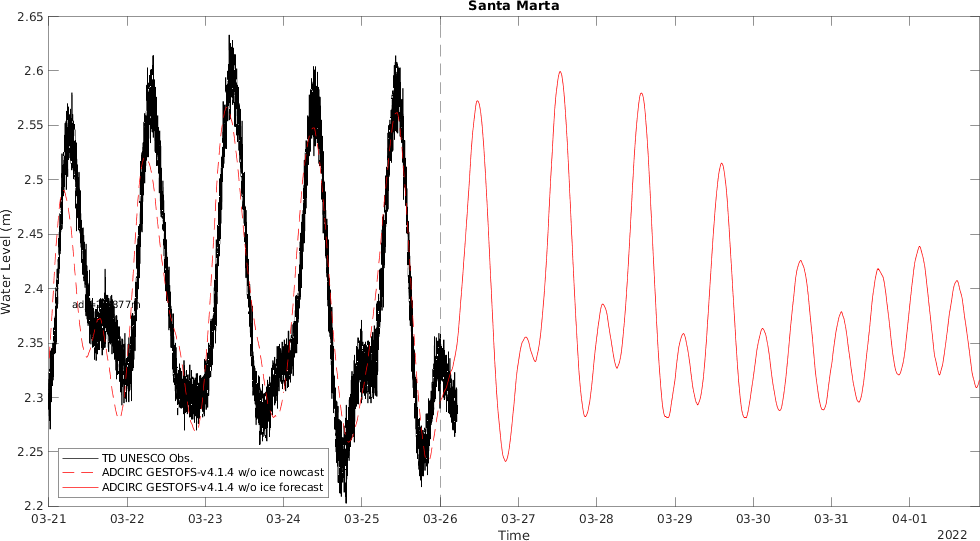 Santa Marta
2.65
2.6
2.55
2.5
2.45
2.4
2.35
2.3
2.25
2.2
Water Level (m)
TD UNESCO Obs.
ADCIRC GESTOFS-v4.1.4 w/o ice nowcast
ADCIRC GESTOFS-v4.1.4 w/o ice forecast
03-21 03-22 03-23 03-24 03-25 03-26 03-27 03-28 03-29 03-30 03-31 04-01
Time
2022